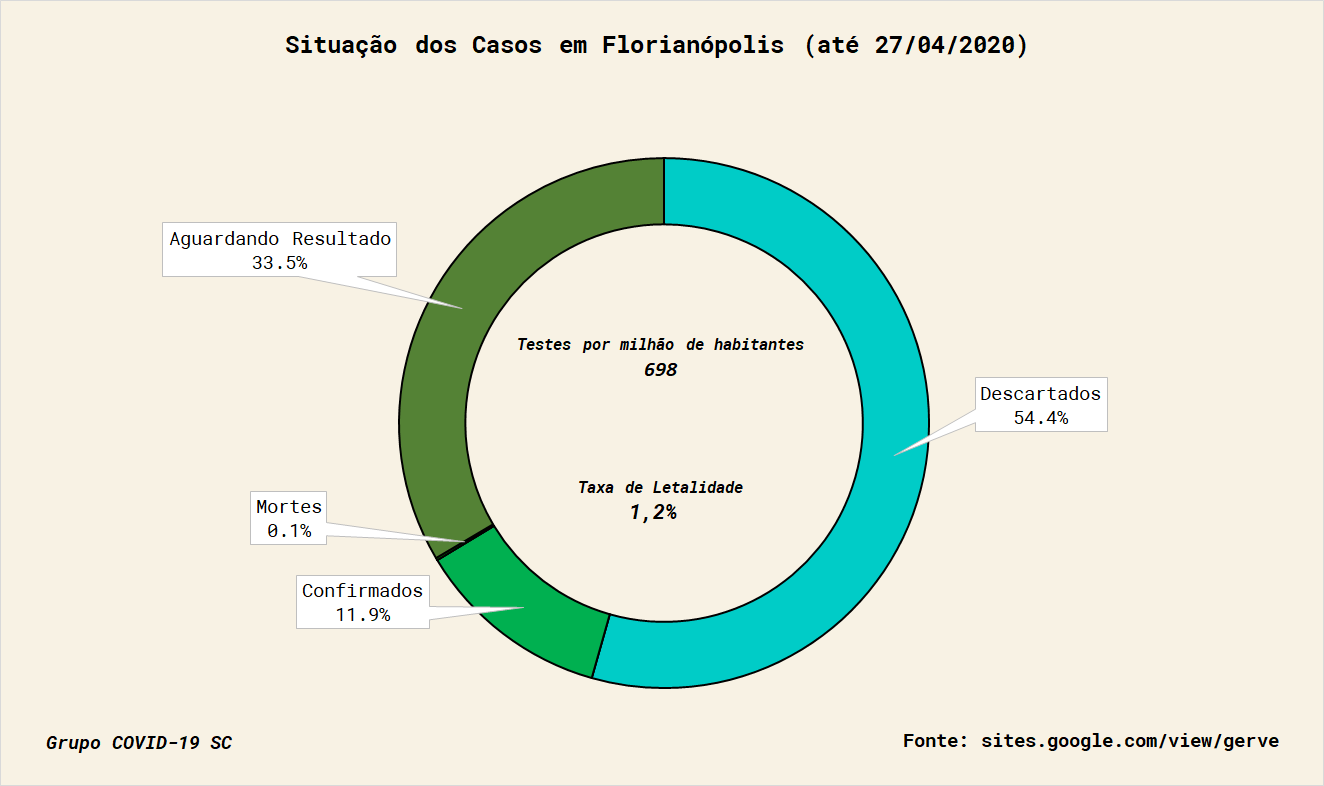 Situação dos Casos em Florianópolis (até 27/04/2020)
Aguardando Resultado
33.5%
Testes por milhão de habitantes
698
Descartados
54.4%
Taxa de Letalidade
1,2%
Mortes
0.1%
Confirmados
11.9%
Grupo COVID-19 SC
Fonte: sites.google.com/view/gerve